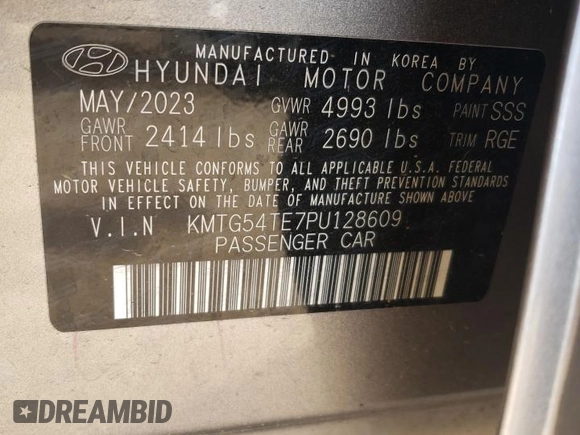 MANUFACTURED IN KOREA BY
HYUNDAI MOTOR COMPANY
MAY/2023 GVWR 4993 lbs PAINT SSS
GAWR FRONT 2414 lbs GAWR REAR 2690 lbs TRIM RGE
THIS VEHICLE CONFORMS TO ALL APPLICABLE U.S.A. FEDERAL
MOTOR VEHICLE SAFETY, BUMPER, AND THEFT PREVENTION STANDARDS
IN EFFECT ON THE DATE OF MANUFACTURE SHOWN ABOVE.
V.I.N KMTG54TE7PU128609
PASSENGER CAR
DREAMBID